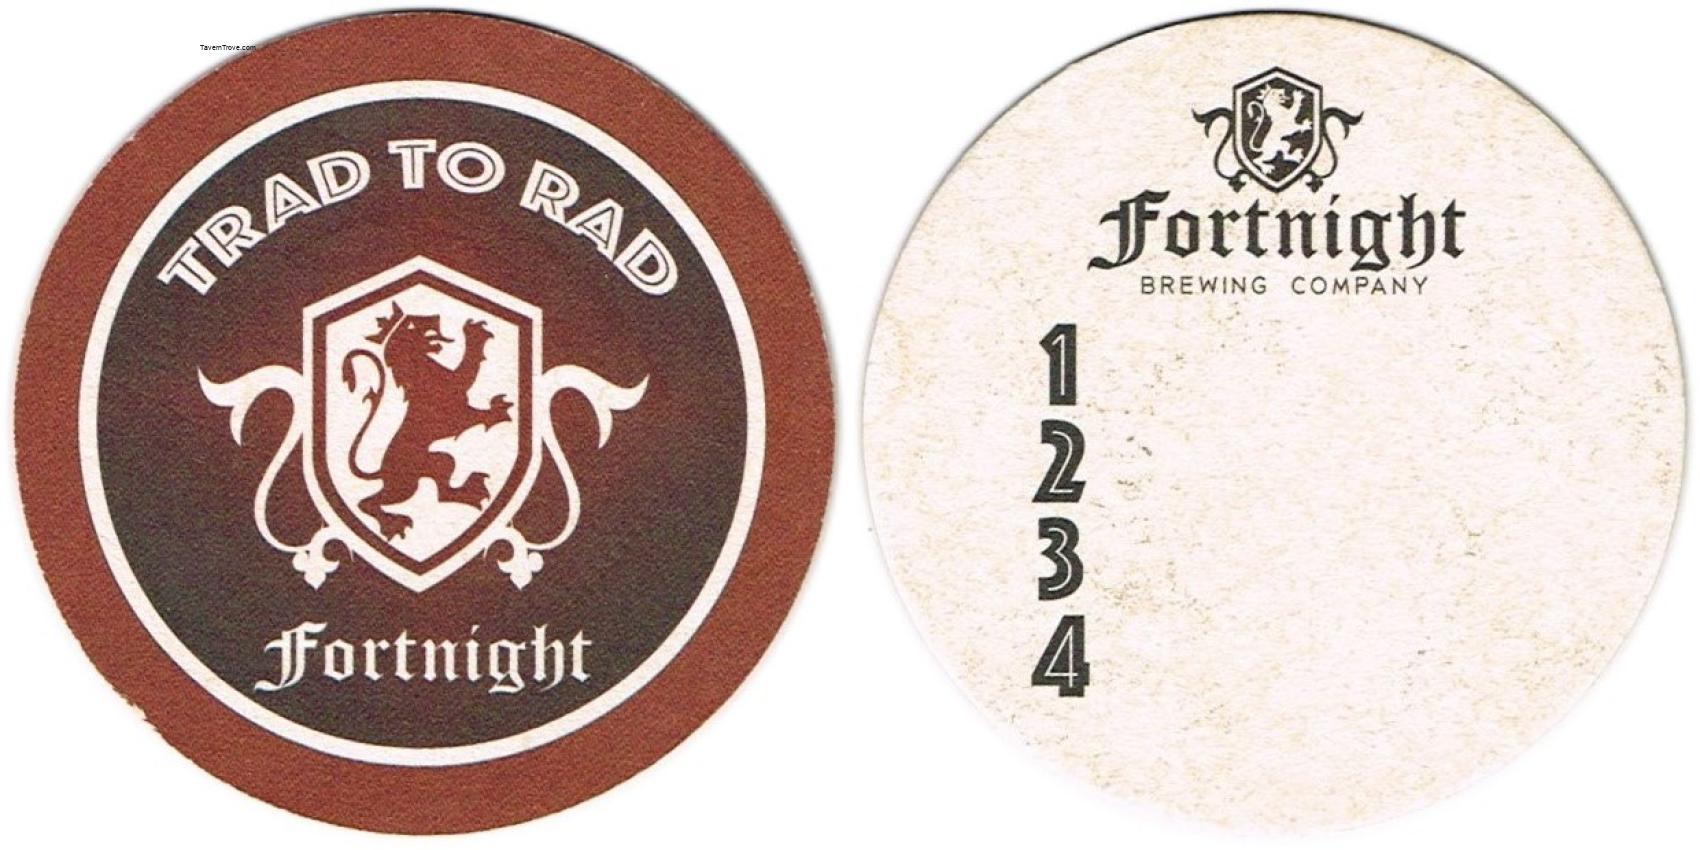 TavernTrove.com
TRAD TO RAD
Fortnight
Fortnight
BREWING COMPANY
1
2
3
4